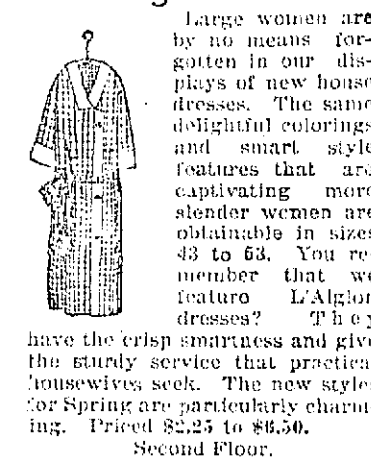 Large women are
by no means for-
gotten in our dis-
plays of new house
dresses. The same
delightful colorings
and smart style
features that are
captivating more
slender women are
obtainable in sizes
43 to 53. You re-
member that we
feature L'Aiglon
dresses? They
have the crisp smartness and give
the sturdy service that practical
housewives seek. The new styles
for Spring are particularly charm-
ing. Priced $2.25 to $6.50.
Second Floor.